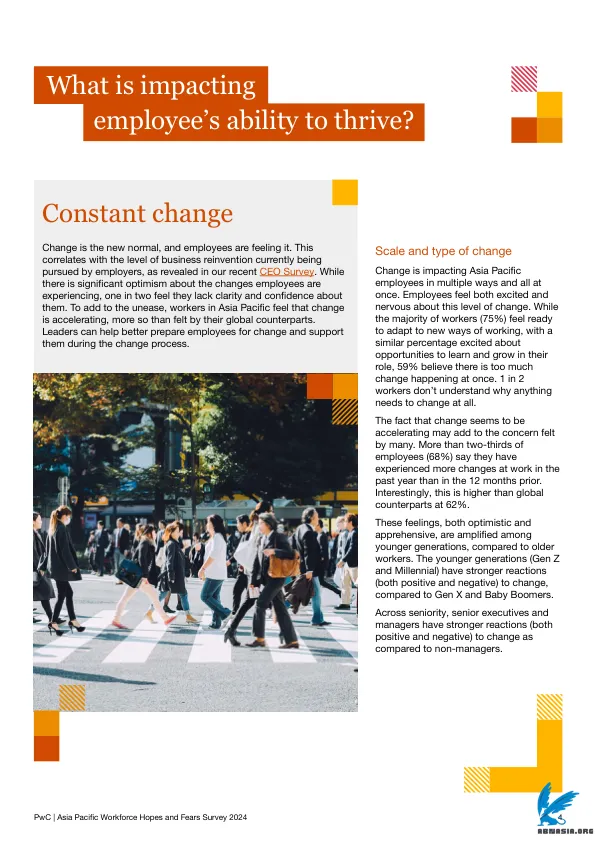 What is impacting
employee's ability to thrive?
Constant change
Change is the new normal, and employees are feeling it. This
correlates with the level of business reinvention currently being
pursued by employers, as revealed in our recent CEO Survey. While
there is significant optimism about the changes employees are
experiencing, one in two feel they lack clarity and confidence about
them. To add to the unease, workers in Asia Pacific feel that change
is accelerating, more so than felt by their global counterparts.
Leaders can help better prepare employees for change and support
them during the change process.
Scale and type of change
Change is impacting Asia Pacific
employees in multiple ways and all at
once. Employees feel both excited and
nervous about this level of change. While
the majority of workers (75%) feel ready
to adapt to new ways of working, with a
similar percentage excited about
opportunities to learn and grow in their
role, 59% believe there is too much
change happening at once. 1 in 2
workers don't understand why anything
needs to change at all.
The fact that change seems to be
accelerating may add to the concern felt
by many. More than two-thirds of
employees (68%) say they have
experienced more changes at work in the
past year than in the 12 months prior.
Interestingly, this is higher than global
counterparts at 62%.
These feelings, both optimistic and
apprehensive, are amplified among
younger generations, compared to older
workers. The younger generations (Gen Z
and Millennial) have stronger reactions
(both positive and negative) to change,
compared to Gen X and Baby Boomers.
Across seniority, senior executives and
managers have stronger reactions (both
positive and negative) to change as
compared to non-managers.
PwC | Asia Pacific Workforce Hopes and Fears Survey 2024
4
ABNASIA.ORG